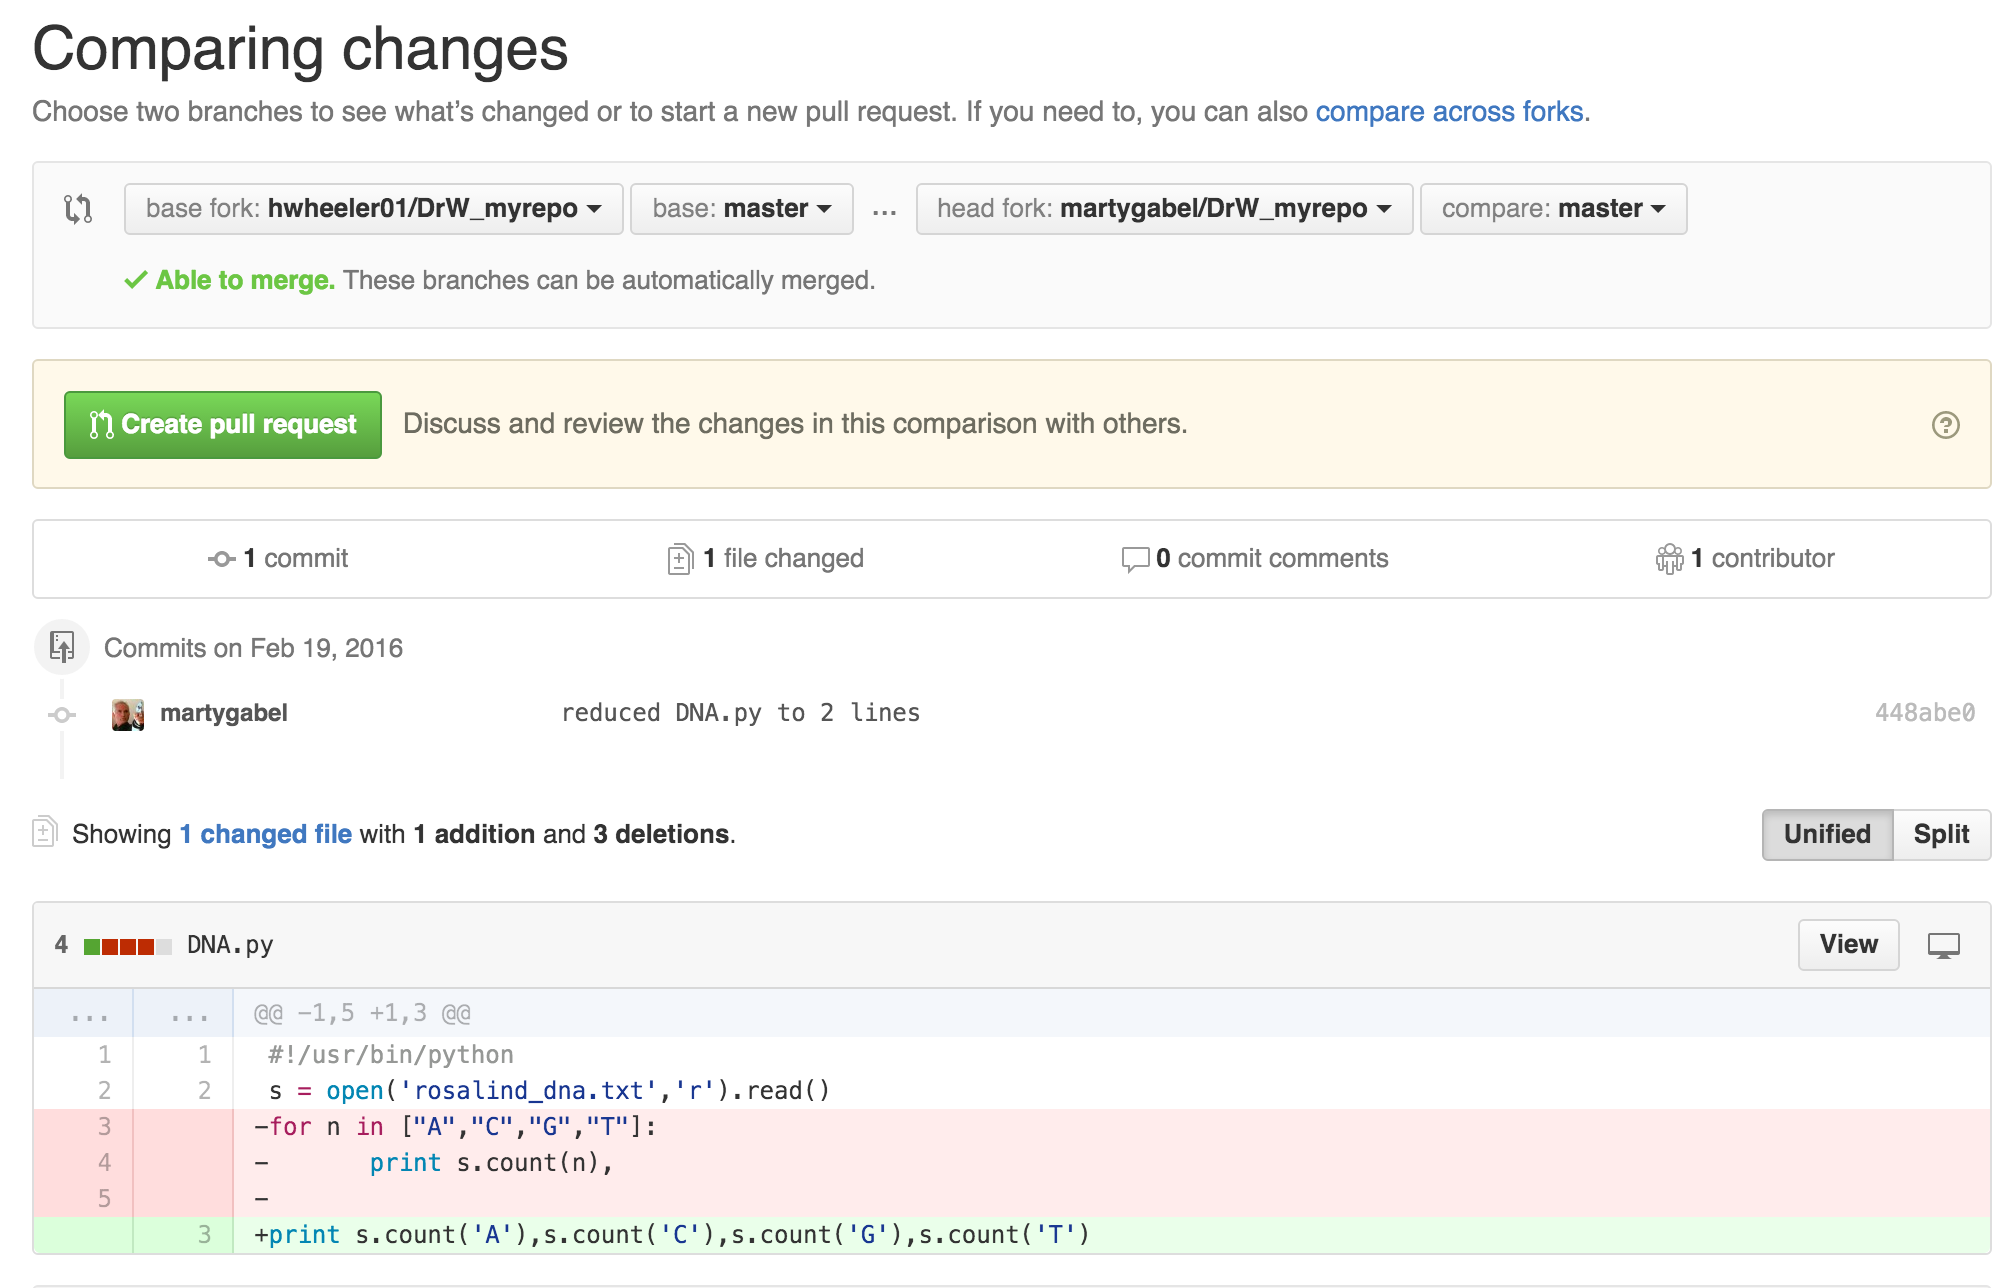 Comparing changes
Choose two branches to see what’s changed or to start a new pull request. If you need to, you can also compare across forks.
base fork: hwheeler01/DrW_myrepo base: master ... head fork: martygabel/DrW_myrepo compare: master
Able to merge. These branches can be automatically merged.
Create pull request Discuss and review the changes in this comparison with others. ?
1 commit 1 file changed 0 commit comments 1 contributor
Commits on Feb 19, 2016
martygabel reduced DNA.py to 2 lines 448abe0
Showing 1 changed file with 1 addition and 3 deletions. Unified Split
4 DNA.py View
... ... @@ -1,5 +1,3 @@
1 1 #!/usr/bin/python
2 2 s = open('rosalind_dna.txt','r').read()
3 -for n in ["A","C","G","T"]:
4 - print s.count(n),
5 -
3 +print s.count('A'),s.count('C'),s.count('G'),s.count('T')